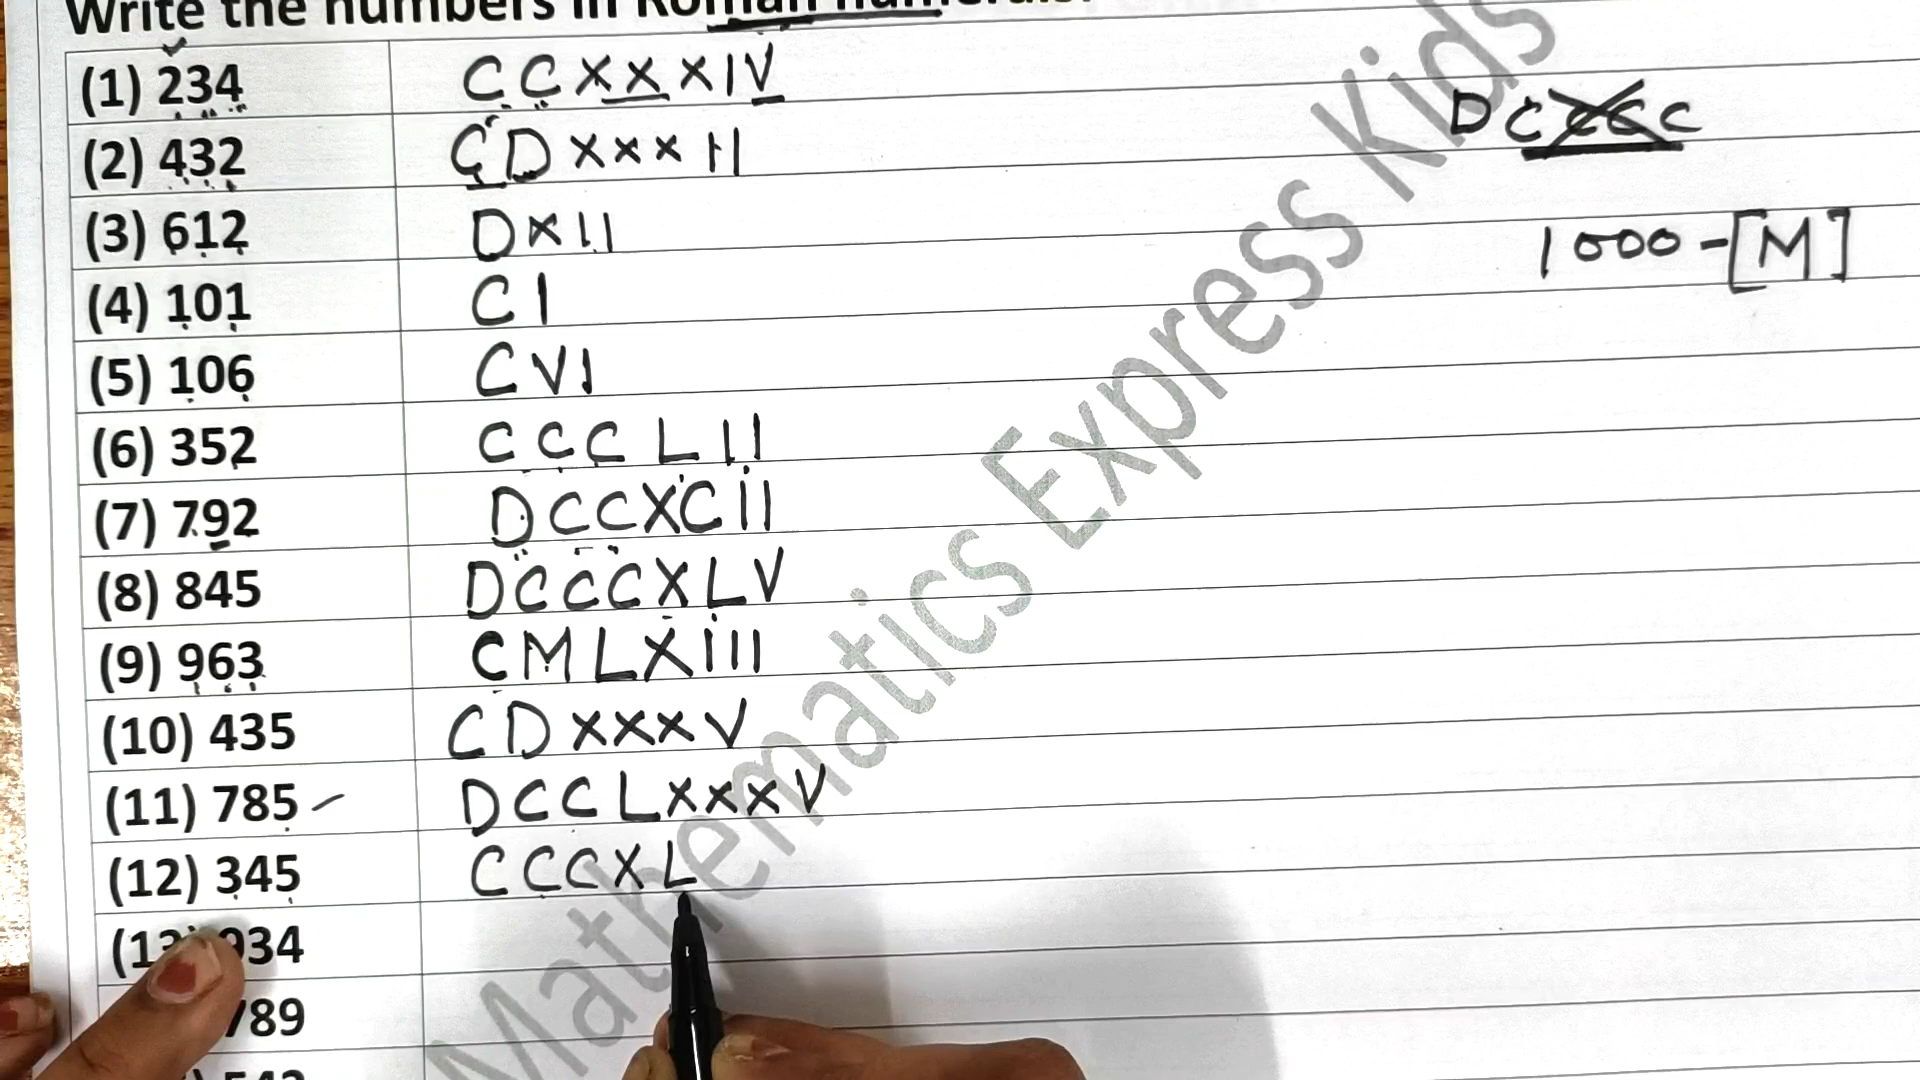 Write the numbers in Roman numerals.
(1) 234 CCXXXIV
(2) 432 CDXXXII
(3) 612 DXII
(4) 101 CI
(5) 106 CVI
(6) 352 CCCLII
(7) 792 DCCXCII
(8) 845 DCCCXLV
(9) 963 CMLXIII
(10) 435 CDXXXV
(11) 785 DCCLXXXV
(12) 345 CCCXL
934
789
DCCCC
1000-[M]
Mathematics Express Kids